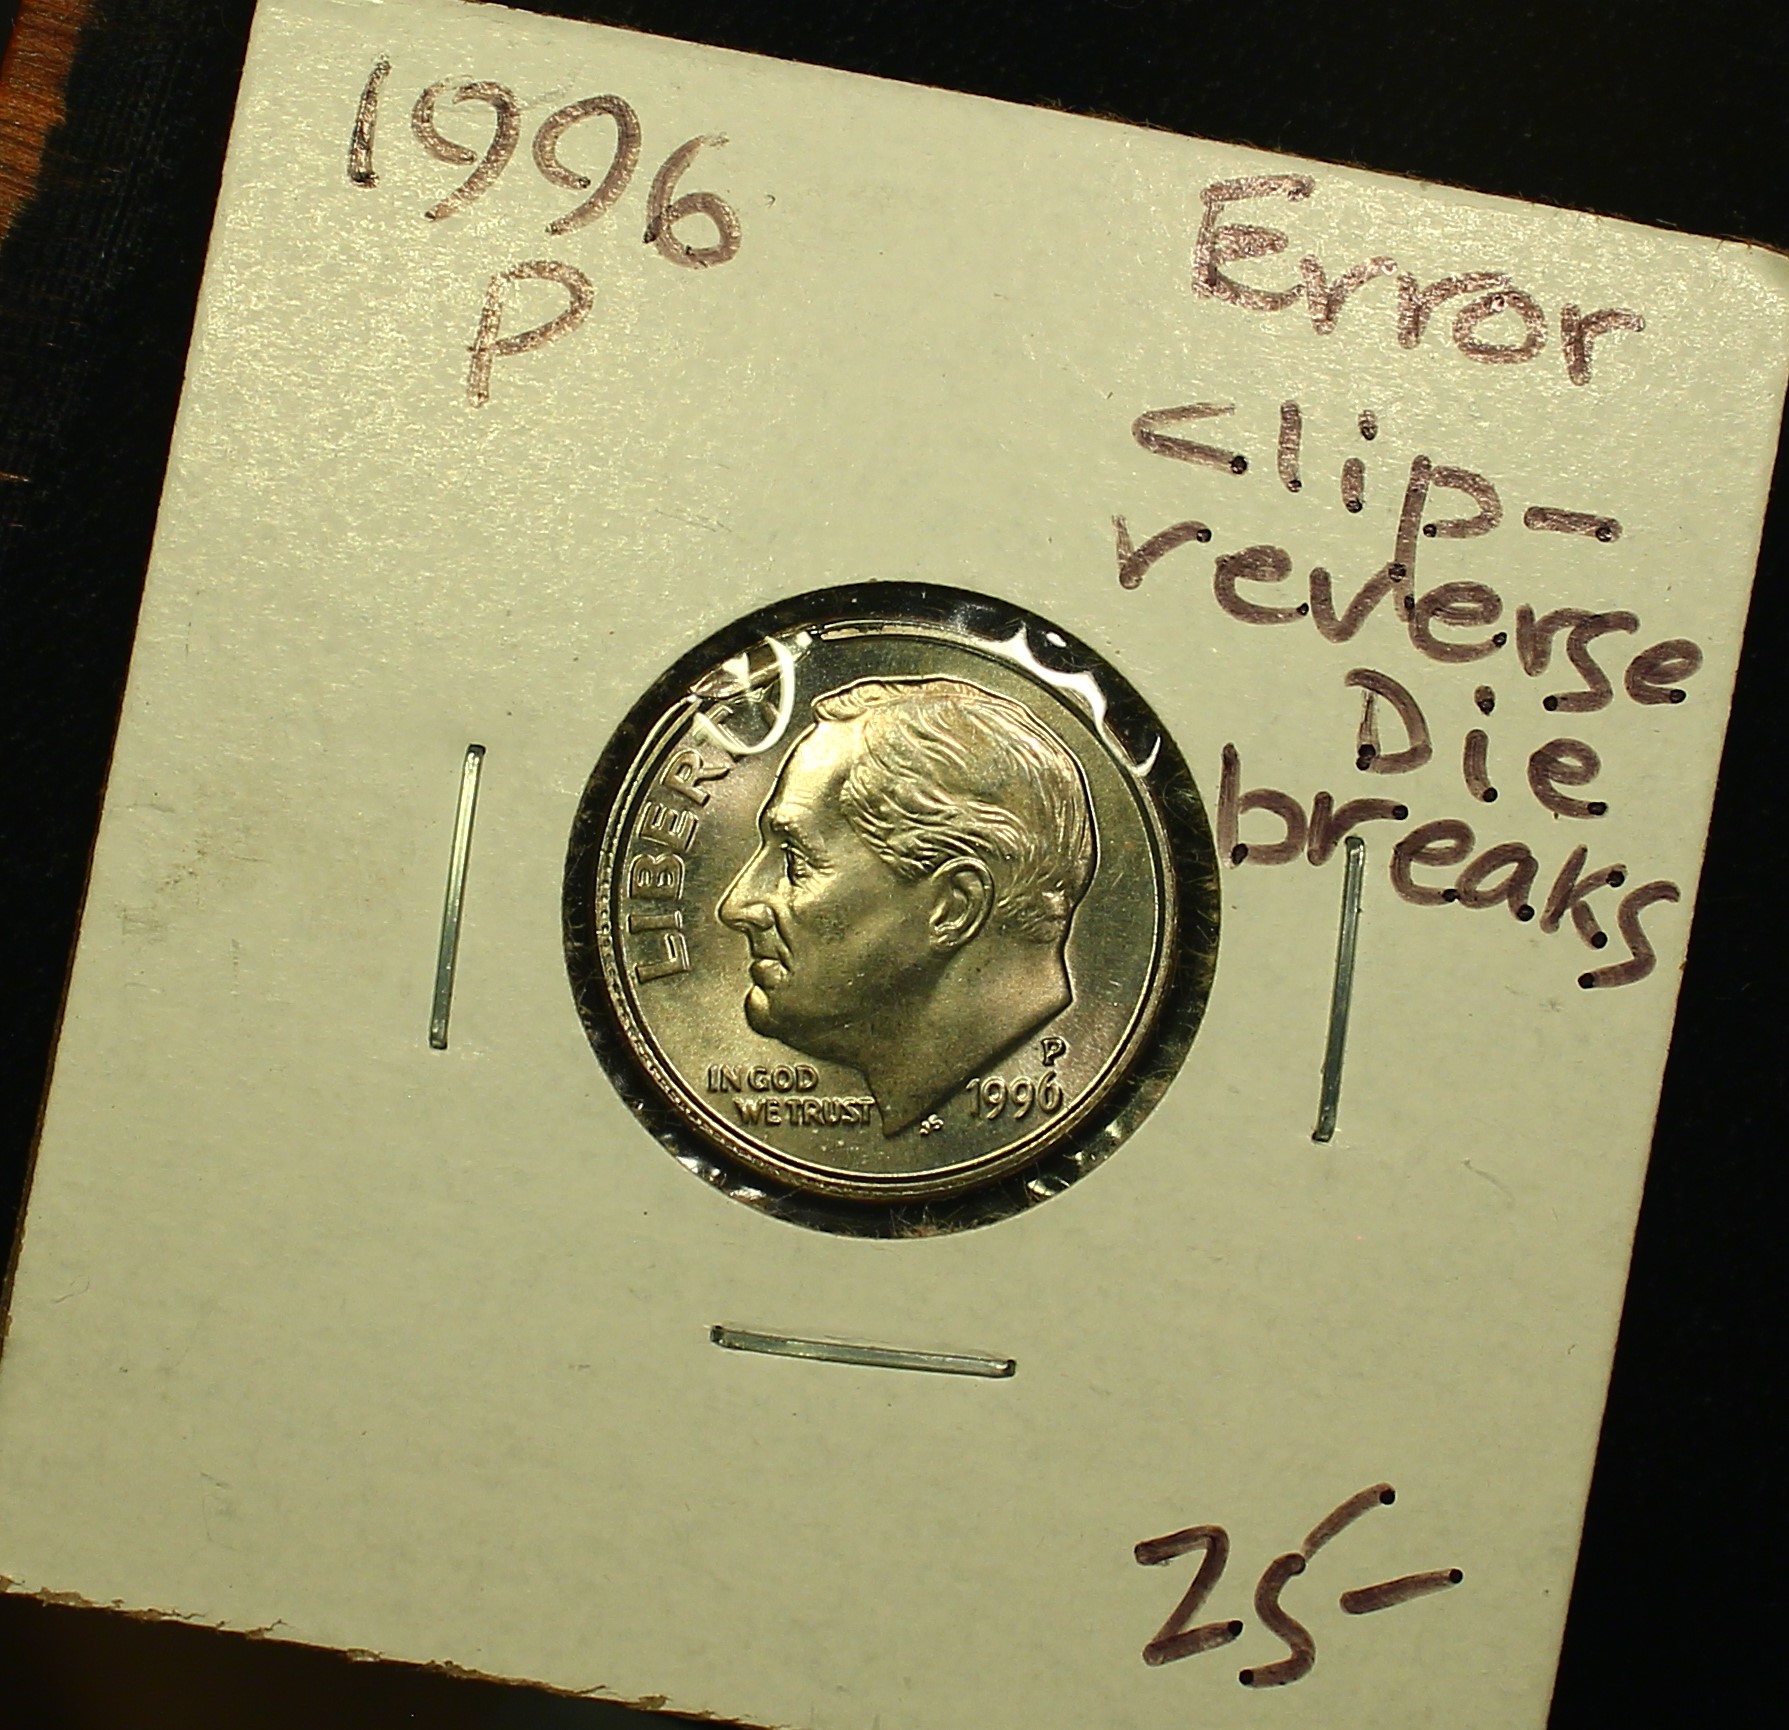 1996
P
Error
clip-
reverse
Die
breaks
LIBERTY
IN GOD
WE TRUST
P
JS 1996
25-